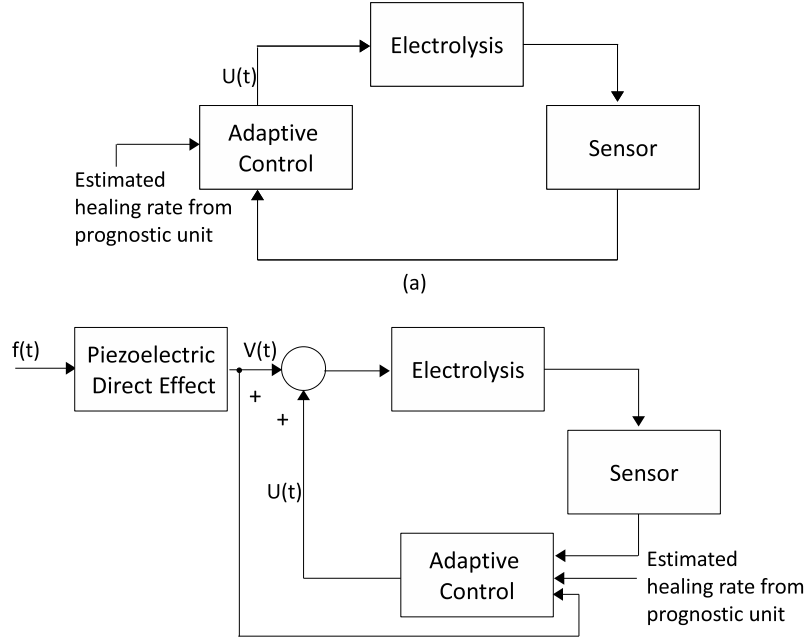 Electrolysis
U(t)
Adaptive
Control
Sensor
Estimated
healing rate from
prognostic unit
(a)
f(t)
Piezoelectric
Direct Effect
V(t)
+
+
Electrolysis
Sensor
U(t)
Adaptive
Control
Estimated
healing rate from
prognostic unit